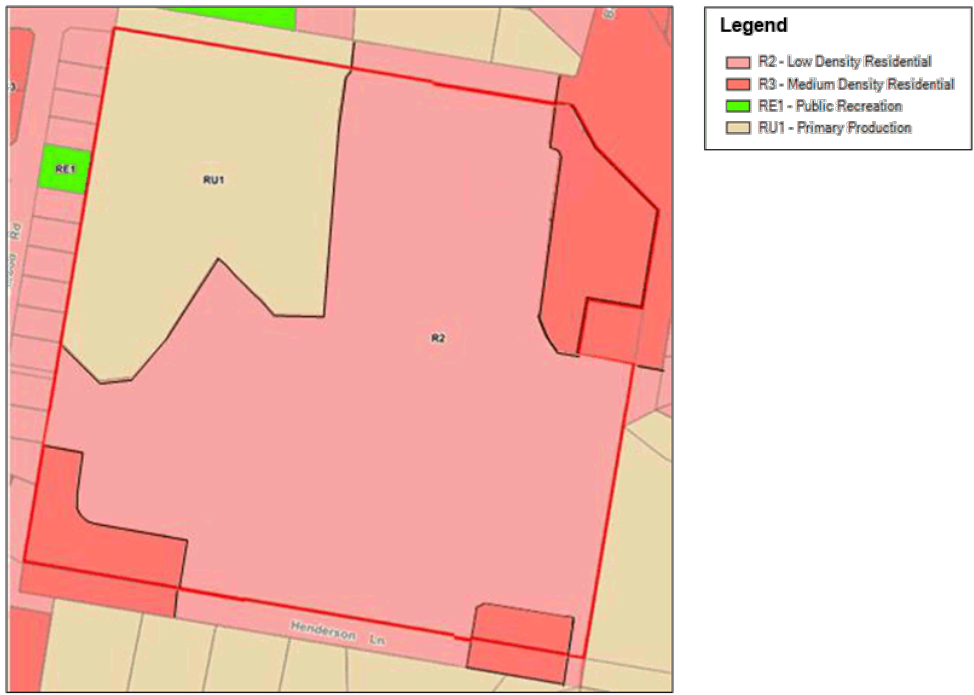 Legend
R2 - Low Density Residential
R3 - Medium Density Residential
RE1 - Public Recreation
RU1 - Primary Production
RE1
RU1
Rd
R2
Henderson Ln